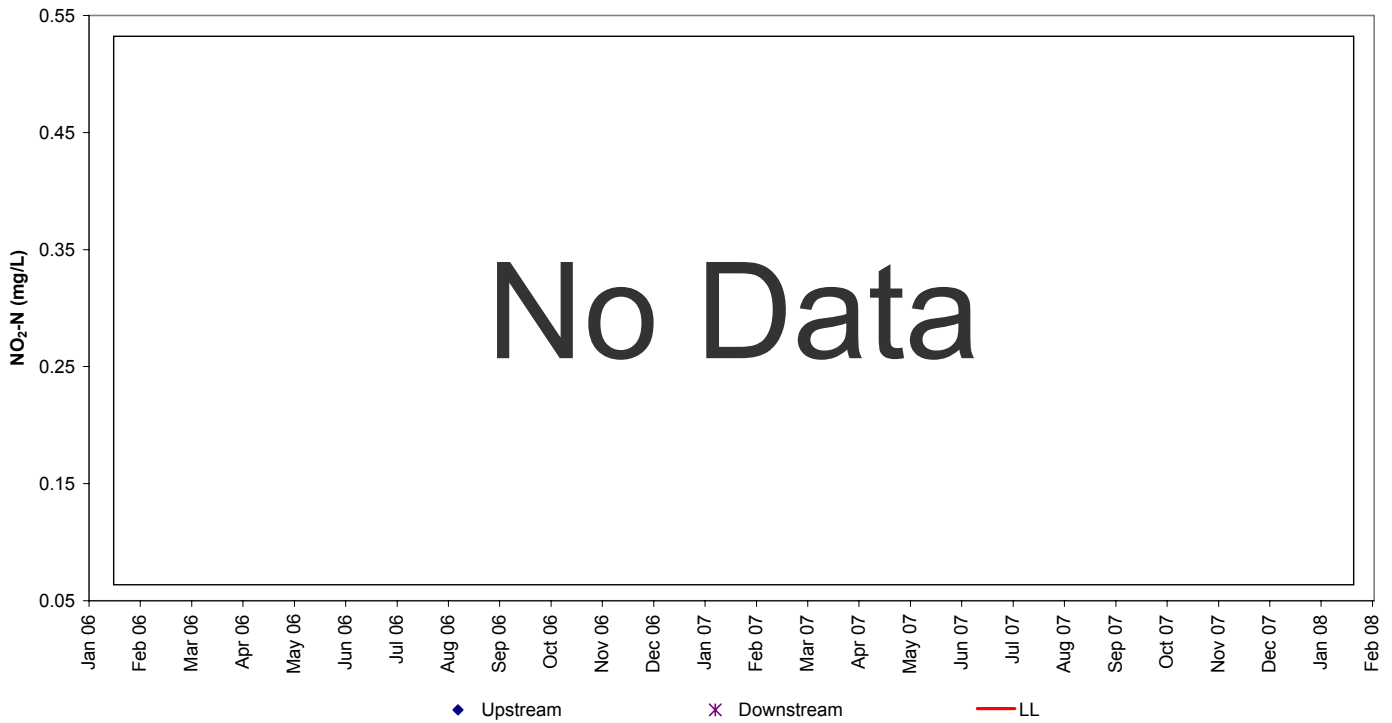 0.55
0.45
0.35
0.25
0.15
0.05
NO₂-N (mg/L)
No Data
Jan 06
Feb 06
Mar 06
Apr 06
May 06
Jun 06
Jul 06
Aug 06
Sep 06
Oct 06
Nov 06
Dec 06
Jan 07
Feb 07
Mar 07
Apr 07
May 07
Jun 07
Jul 07
Aug 07
Sep 07
Oct 07
Nov 07
Dec 07
Jan 08
Feb 08
Upstream Downstream LL